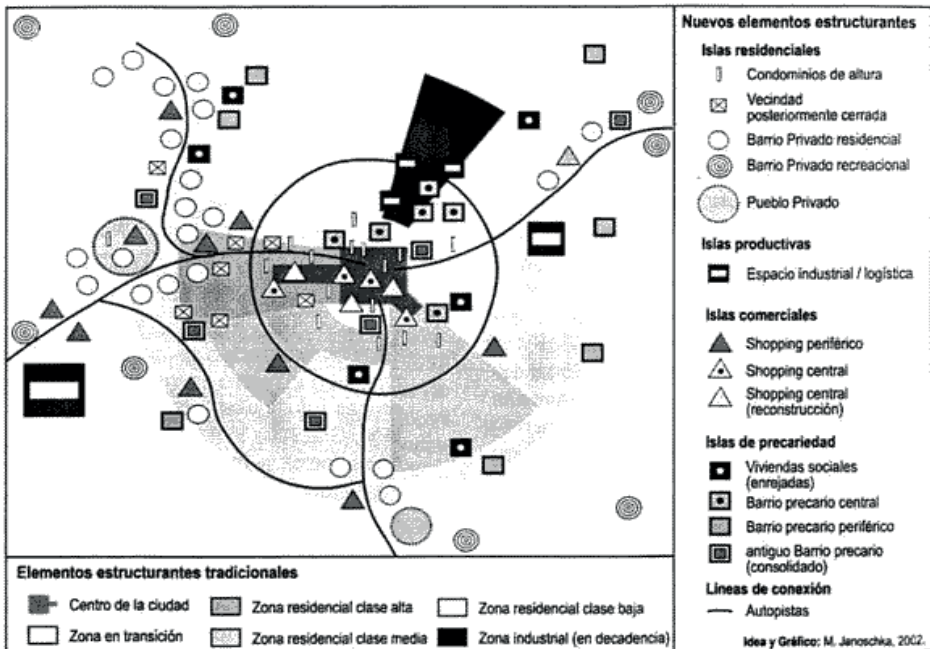 Nuevos elementos estructurantes
Islas residenciales
Condominios de altura
Vecindad
posteriormente cerrada
Barrio Privado residencial
Barrio Privado recreacional
Pueblo Privado
Islas productivas
Espacio industrial / logística
Islas comerciales
Shopping periférico
Shopping central
Shopping central
(reconstrucción)
Islas de precariedad
Viviendas sociales
(enrejadas)
Barrio precario central
Barrio precario periférico
antiguo Barrio precario
(consolidado)
Lineas de conexión
Autopistas
Idea y Gráfico: M. Janoschka, 2002.
Elementos estructurantes tradicionales
Centro de la ciudad
Zona residencial clase alta
Zona residencial clase baja
Zona en transición
Zona residencial clase media
Zona industrial (en decadencia)